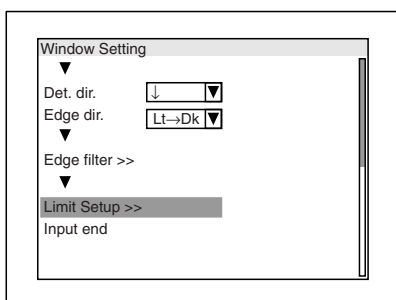 Window Setting
▼
Det. dir. ↓ ▼
Edge dir. Lt→Dk ▼
▼
Edge filter >>
▼
Limit Setup >>
Input end